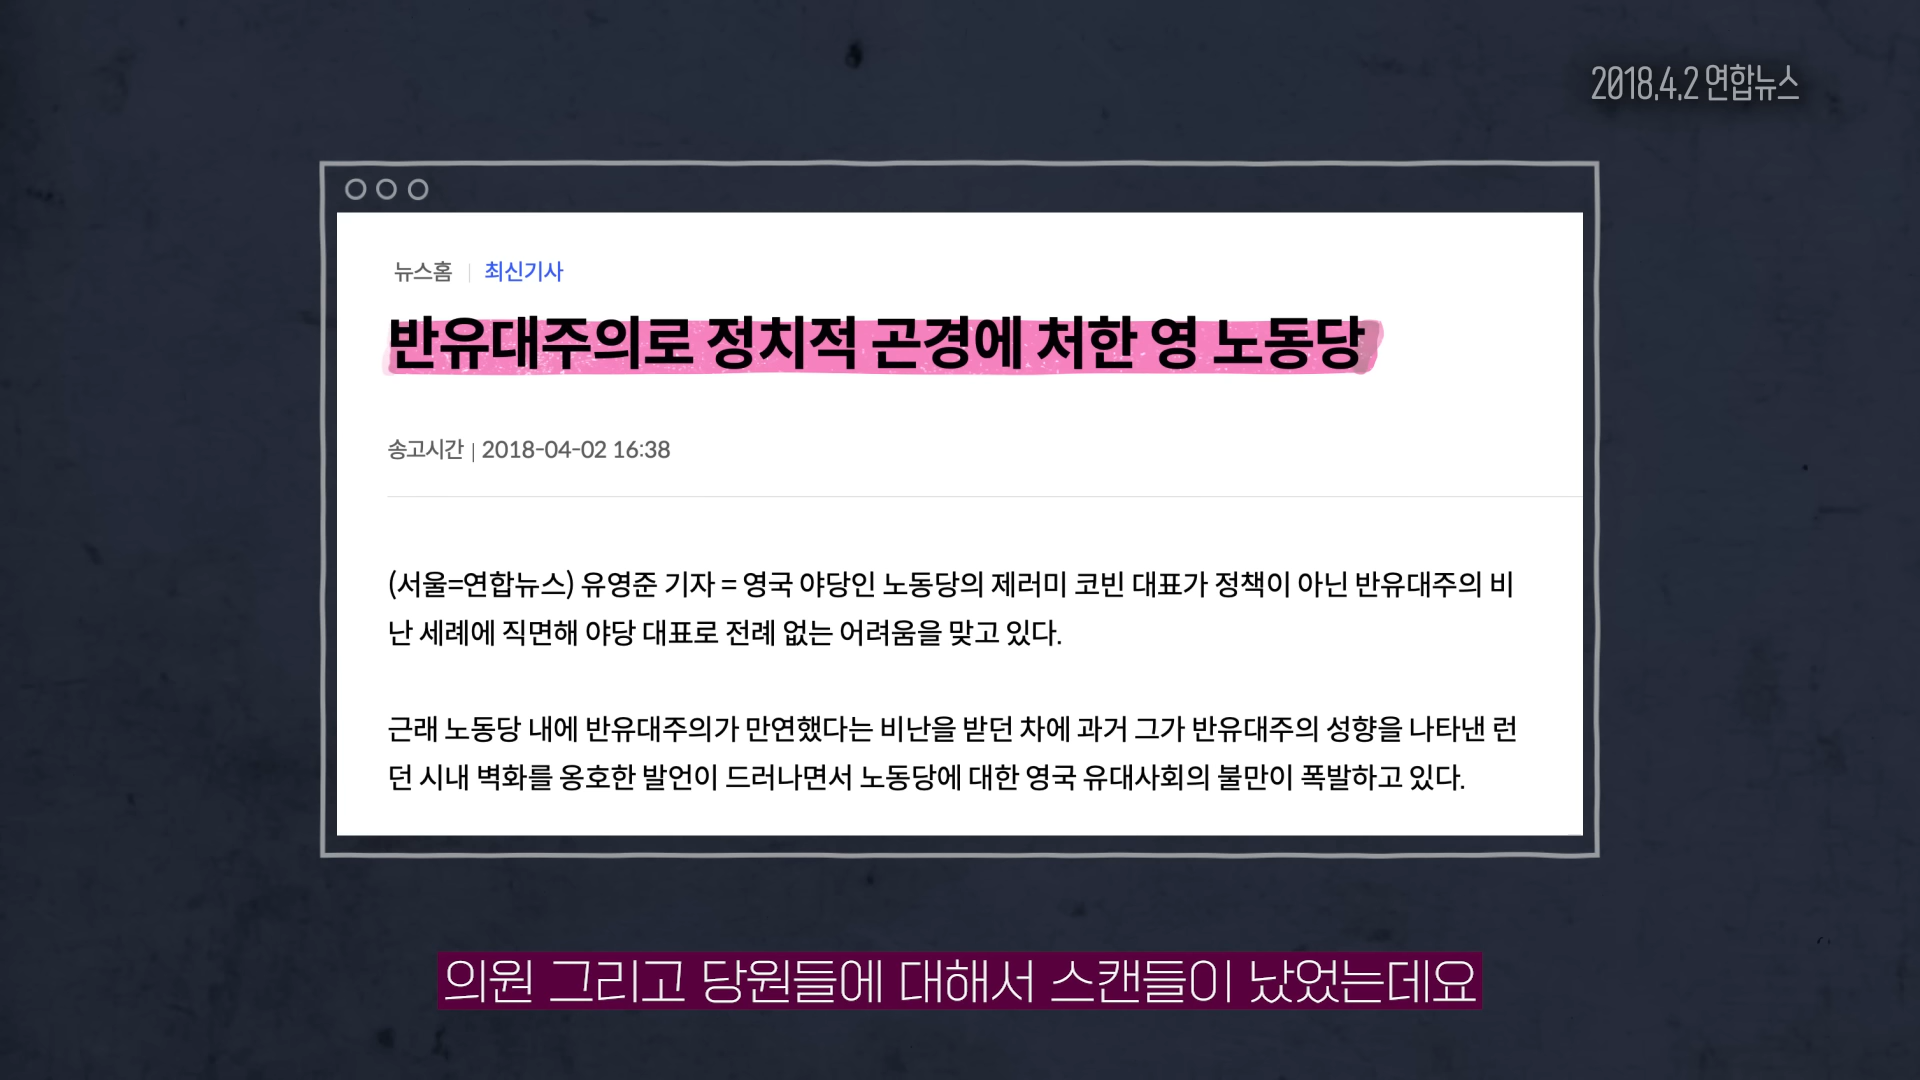 2018.4.2 연합뉴스
뉴스홈 | 최신기사
반유대주의로 정치적 곤경에 처한 영 노동당
송고시간 | 2018-04-02 16:38
(서울=연합뉴스) 유영준 기자 = 영국 야당인 노동당의 제러미 코빈 대표가 정책이 아닌 반유대주의 비
난 세례에 직면해 야당 대표로 전례 없는 어려움을 맞고 있다.
근래 노동당 내에 반유대주의가 만연했다는 비난을 받던 차에 과거 그가 반유대주의 성향을 나타낸 런
던 시내 벽화를 옹호한 발언이 드러나면서 노동당에 대한 영국 유대사회의 불만이 폭발하고 있다.
의원 그리고 당원들에 대해서 스캔들이 났었는데요